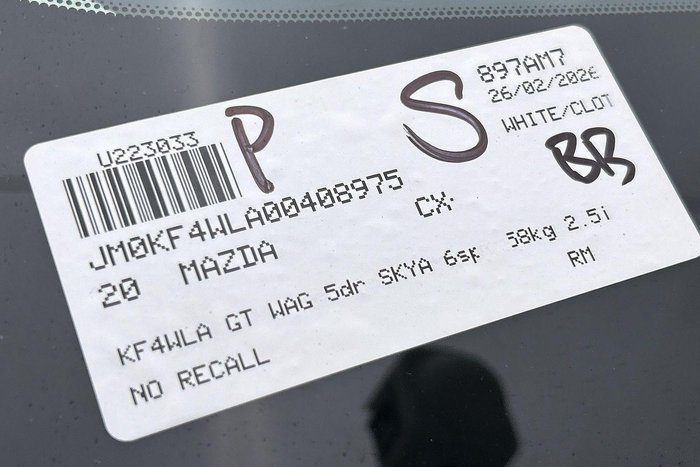 U223033 P S 897AM7
26/02/2026
WHITE/CLOT
BR
JM0KF4WLA00408975
20 MAZDA CX-
KF4WLA GT WAG 5dr SKYA 6sp 58kg 2.5i
NO RECALL RM